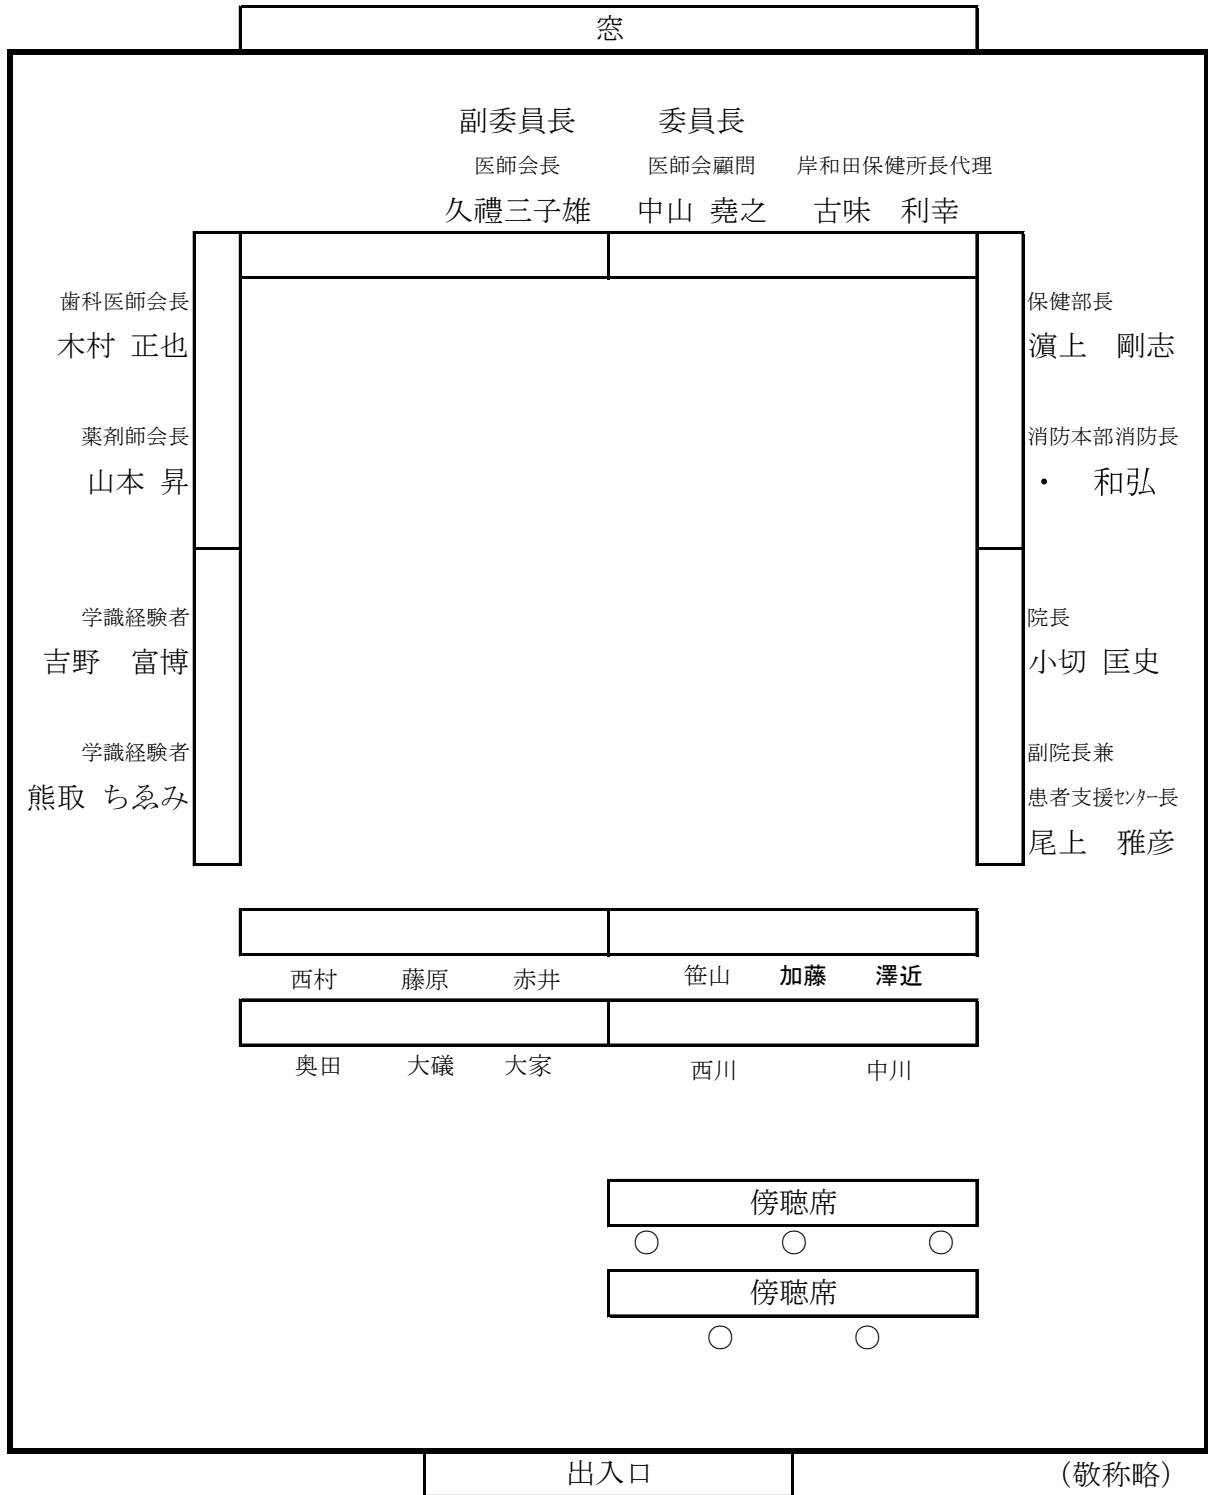 窓
副委員長 委員長
医師会長 医師会顧問 岸和田保健所長代理
久禮三子雄 中山 堯之 古味 利幸
歯科医師会長
木村 正也
薬剤師会長
山本 昇
学識経験者
吉野 富博
学識経験者
熊取 ちゑみ
保健部長
濵上 剛志
消防本部消防長
・ 和弘
院長
小切 匡史
副院長兼
患者支援ｾﾝﾀｰ長
尾上 雅彦
西村 藤原 赤井 笹山 加藤 澤近
奥田 大礒 大家 西川 中川
傍聴席
○ ○ ○
傍聴席
○ ○
出入口
（敬称略）